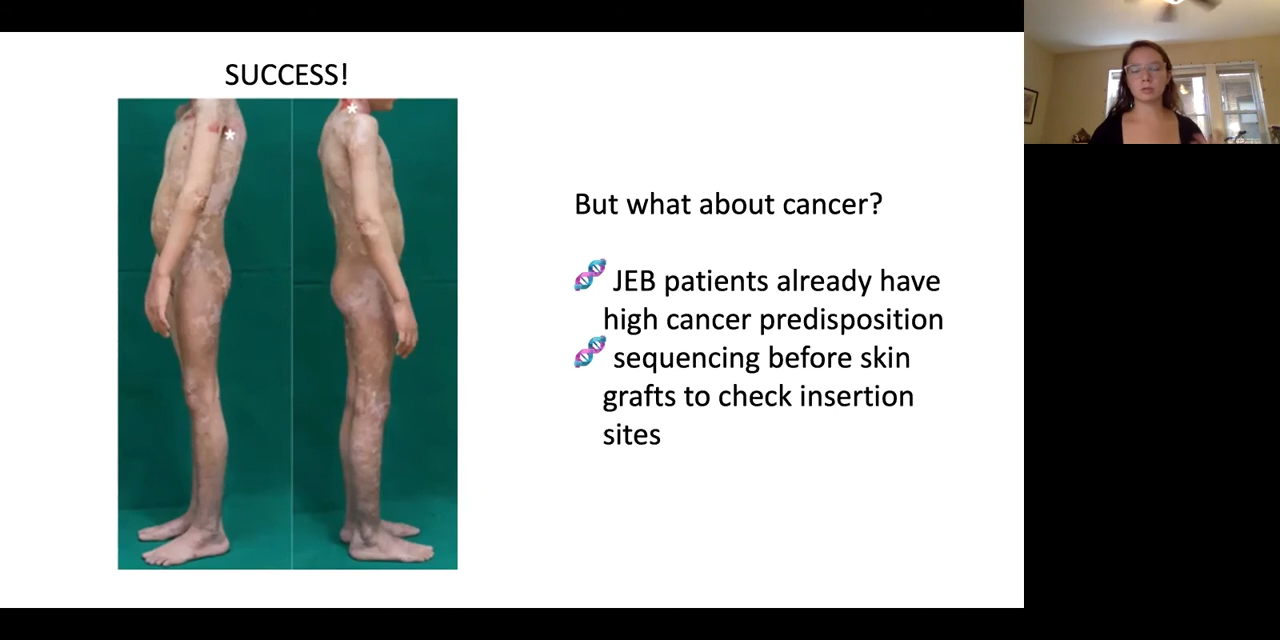 SUCCESS!
*
*
But what about cancer?
🧬 JEB patients already have
high cancer predisposition
🧬 sequencing before skin
grafts to check insertion
sites